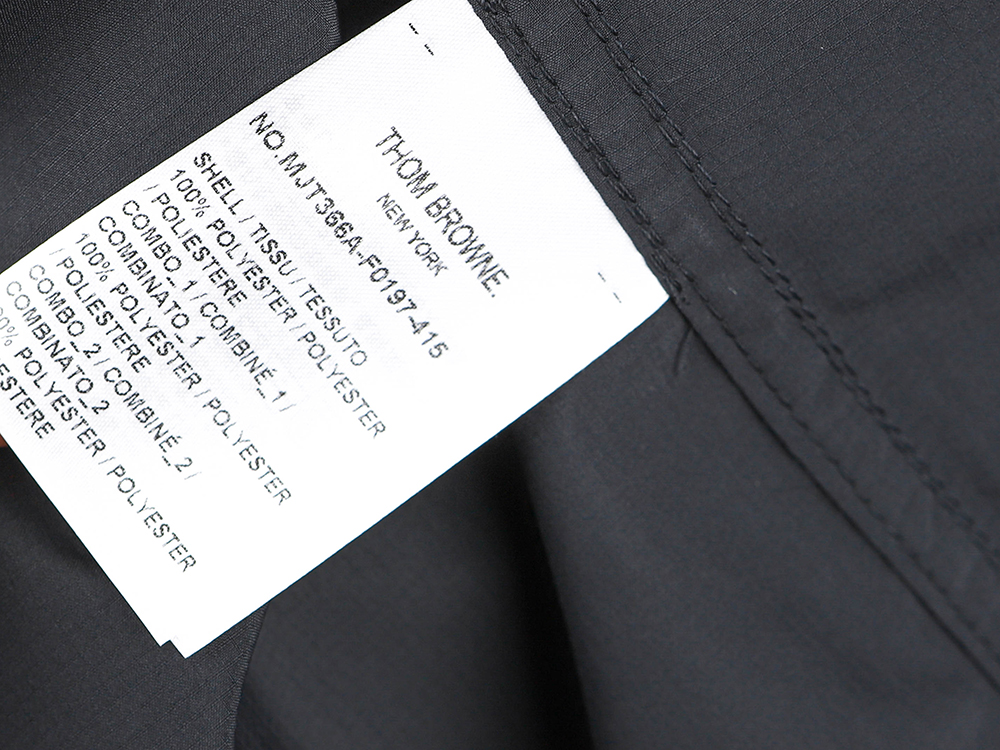 THOM BROWNE.
NEW YORK
NO.MJT366A-F0197-415
SHELL / TISSU / TESSUTO
100% POLYESTER / POLYESTER
/ POLIESTERE
COMBO_1 / COMBINÉ_1 /
COMBINATO_1
100% POLYESTER / POLYESTER
/ POLIESTERE
COMBO_2 / COMBINÉ_2 /
COMBINATO_2
POLYESTER / POLYESTER